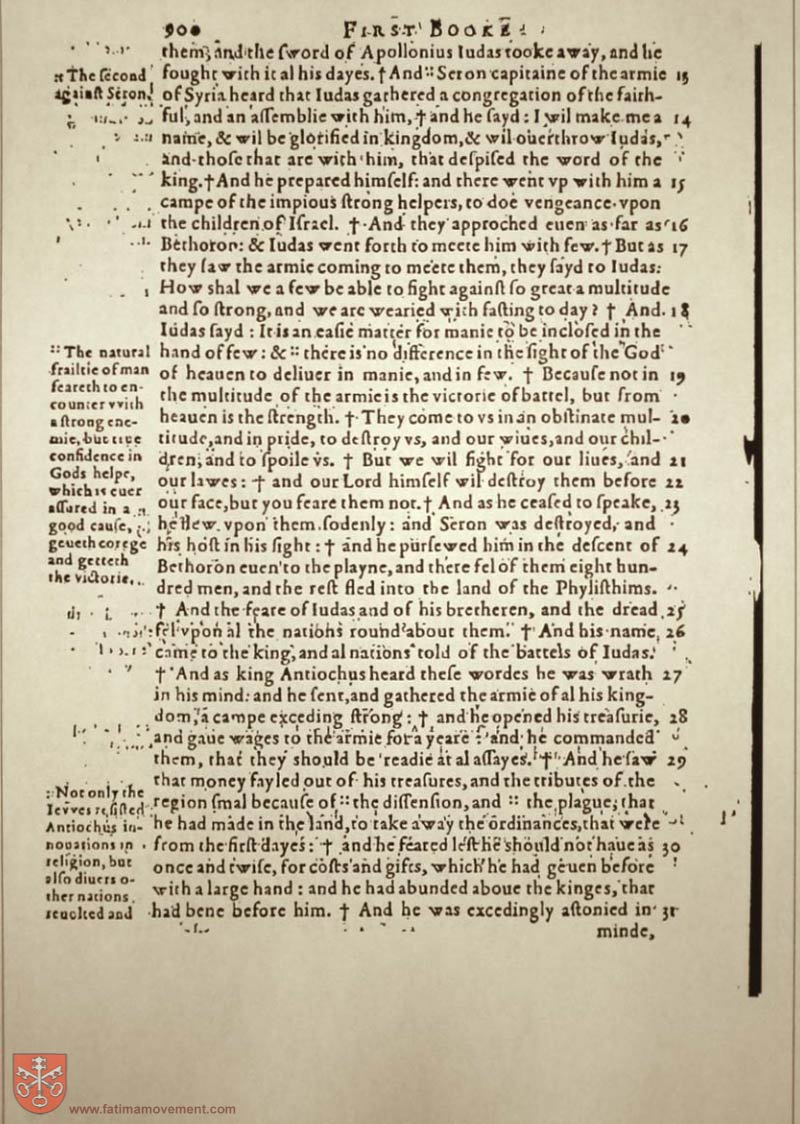 900 FIRST BOOKE
them, and the ſword of Apollonius Iudas tooke away, and he
fought with it al his dayes. † And :: Seron capitaine of the armie 13
of Syria heard that Iudas gathered a congregation of the faith-
ful, and an aſſemblie with him, † and he ſayd : I wil make me a 14
name, & wil be glorified in kingdom, & wil ouerthrow Iudas,
and thoſe that are with him, that deſpiſed the word of the
king. † And he prepared himſelf: and there went vp with him a 15
campe of the impious ſtrong helpers, to doe vengeance vpon
the children of Iſrael. † And they approched euen as far as 16
Bethoron: & Iudas went forth to meete him with few. † But as 17
they ſaw the armie coming to meete them, they ſayd to Iudas:
How shal we a few be able to fight againſt ſo great a multitude
and ſo ſtrong, and we are wearied with faſting to day? † And 18
Iudas ſayd : It is an eaſie matter for manie to be incloſed in the
hand of few : & :: there is no difference in the ſight of the God
of heauen to deliuer in manie, and in few. † Becauſe not in 19
the multitude of the armie is the victorie of battel, but from
heauen is the ſtrength. † They come to vs in an obſtinate mul- 20
titude, and in pride, to deſtroy vs, and our wiues, and our chil-
dren, and to ſpoile vs. † But we wil fight for our liues, and 21
our lawes : † and our Lord himſelf wil deſtroy them before 22
our face, but you feare them not. † And as he ceaſed to ſpeake, 23
he flew vpon them ſodenly : and Seron was deſtroyed, and
his hoſt in his ſight : † and he purſewed him in the deſcent of 24
Bethoron euen to the playne, and there fel of them eight hun-
dred men, and the reſt fled into the land of the Phyliſthims.
† And the feare of Iudas and of his bretheren, and the dread 25
fel vpon al the nations round about them. † And his name 26
came to the king, and al nations told of the battels of Iudas.
† And as king Antiochus heard theſe wordes he was wrath 27
in his mind: and he ſent, and gathered the armie of al his king-
dom, a campe exceding ſtrong : † and he opened his treaſurie, 28
and gaue wages to the armie for a yeare : and he commanded
them, that they should be readie at al aſſayes. † And he ſaw 29
that money fayled out of his treaſures, and the tributes of the
region ſmal becauſe of :: the diſſenſion, and :: the plague, that
he had made in the land, to take away the ordinances, that were
from the firſt dayes : † and he feared leſt he should not haue as 30
once and twiſe, for coſts and gifts, which he had geuen before
with a large hand : and he had abunded aboue the kinges, that
had bene before him. † And he was excedingly aſtonied in 31
minde,
:: The ſecond
againſt Seron.
:: The natural
frailtie of man
feareth to en-
counter vvith
a ſtrong ene-
mie, but true
confidence in
Gods helpe,
which is euer
aſſured in a
good cauſe,
geueth corege
and getteth
the victorie.
: Not only the
Ievves reſiſted
Antiochus in-
nouations in
religion, but
alſo diuers o-
ther nations
reuolted and
www.fatimamovement.com